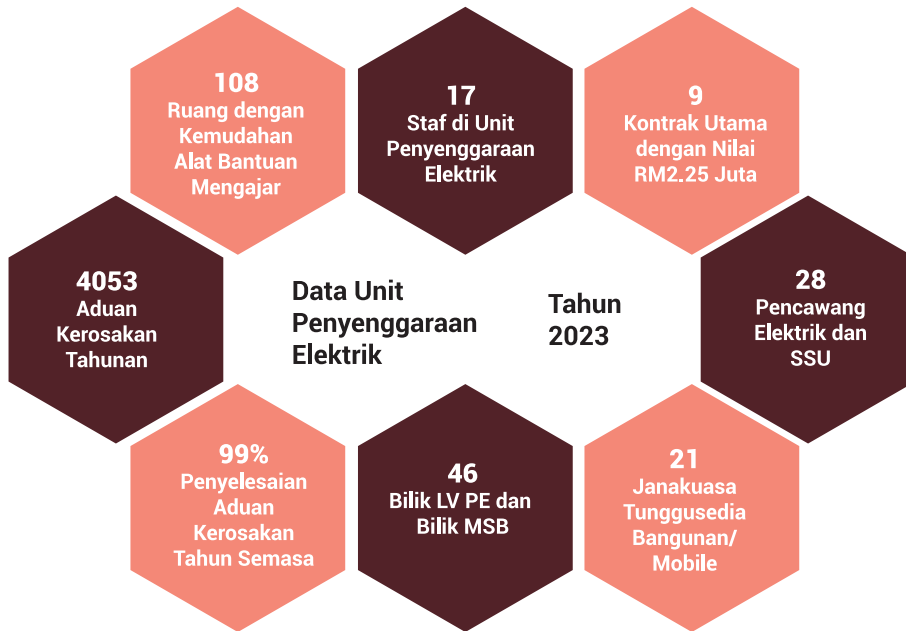 108
Ruang dengan
Kemudahan
Alat Bantuan
Mengajar
17
Staf di Unit
Penyenggaraan
Elektrik
9
Kontrak Utama
dengan Nilai
RM2.25 Juta
4053
Aduan
Kerosakan
Tahunan
Data Unit
Penyenggaraan
Elektrik
Tahun
2023
28
Pencawang
Elektrik dan
SSU
99%
Penyelesaian
Aduan
Kerosakan
Tahun Semasa
46
Bilik LV PE dan
Bilik MSB
21
Janakuasa
Tunggusedia
Bangunan/
Mobile